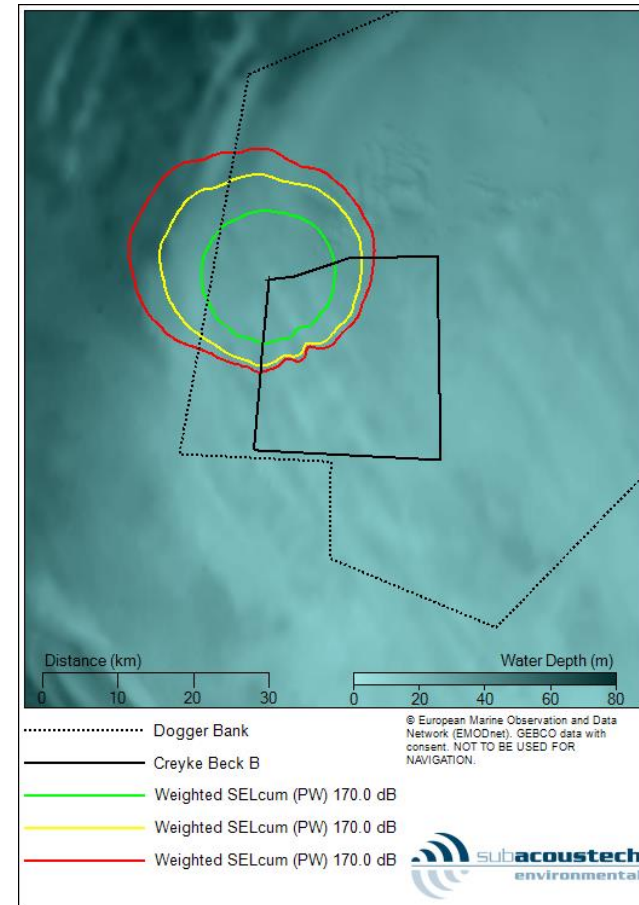 Distance (km)
0 10 20 30
Water Depth (m)
0 20 40 60 80
Dogger Bank
Creyke Beck B
Weighted SELcum (PW) 170.0 dB
Weighted SELcum (PW) 170.0 dB
Weighted SELcum (PW) 170.0 dB
© European Marine Observation and Data
Network (EMODnet). GEBCO data with
consent. NOT TO BE USED FOR
NAVIGATION.
subacoustech
environmental